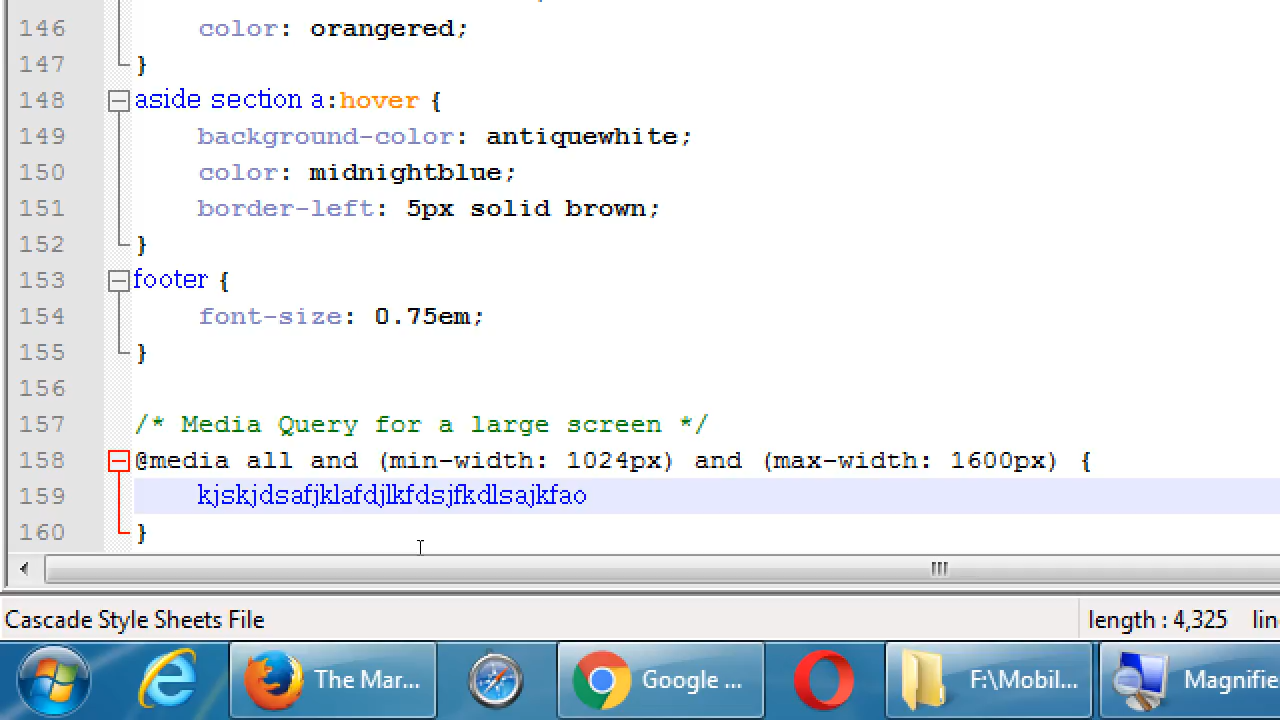 146 color: orangered;
147 }
148 aside section a:hover {
149 background-color: antiquewhite;
150 color: midnightblue;
151 border-left: 5px solid brown;
152 }
153 footer {
154 font-size: 0.75em;
155 }
156
157 /* Media Query for a large screen */
158 @media all and (min-width: 1024px) and (max-width: 1600px) {
159 kjskjdsafjklafdjlkfdsjfkdlsajkfao
160 }
Cascade Style Sheets File length : 4,325 lin
The Mar... Google ... F:\Mobil... Magnifie